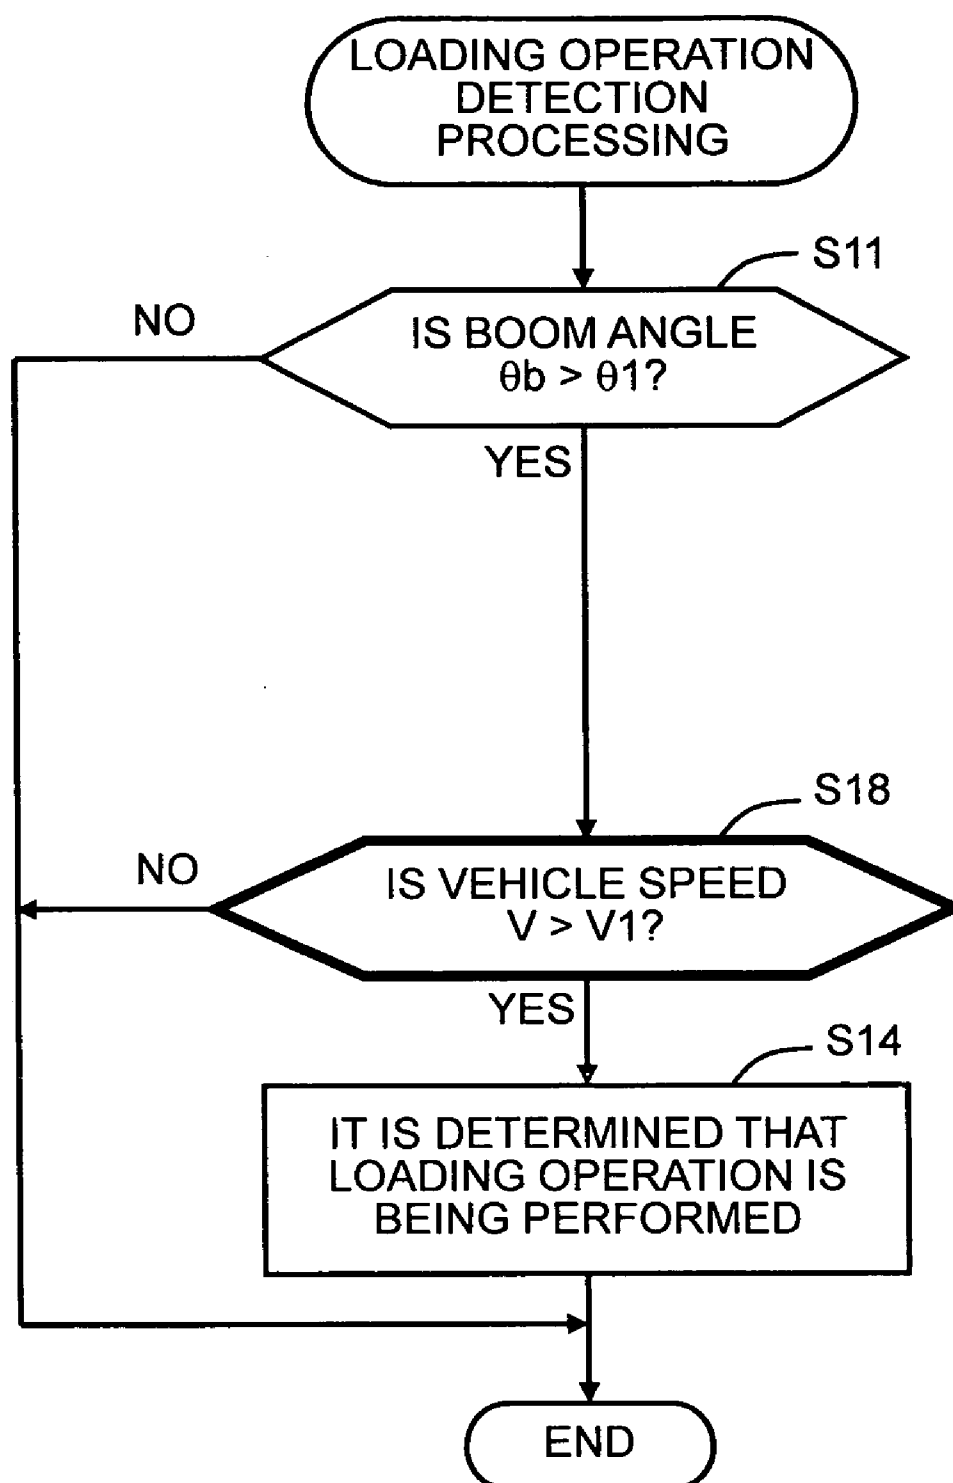 LOADING OPERATION
DETECTION
PROCESSING
S11
NO
IS BOOM ANGLE
θb > θ1?
YES
S18
NO
IS VEHICLE SPEED
V > V1?
YES
S14
IT IS DETERMINED THAT
LOADING OPERATION IS
BEING PERFORMED
END